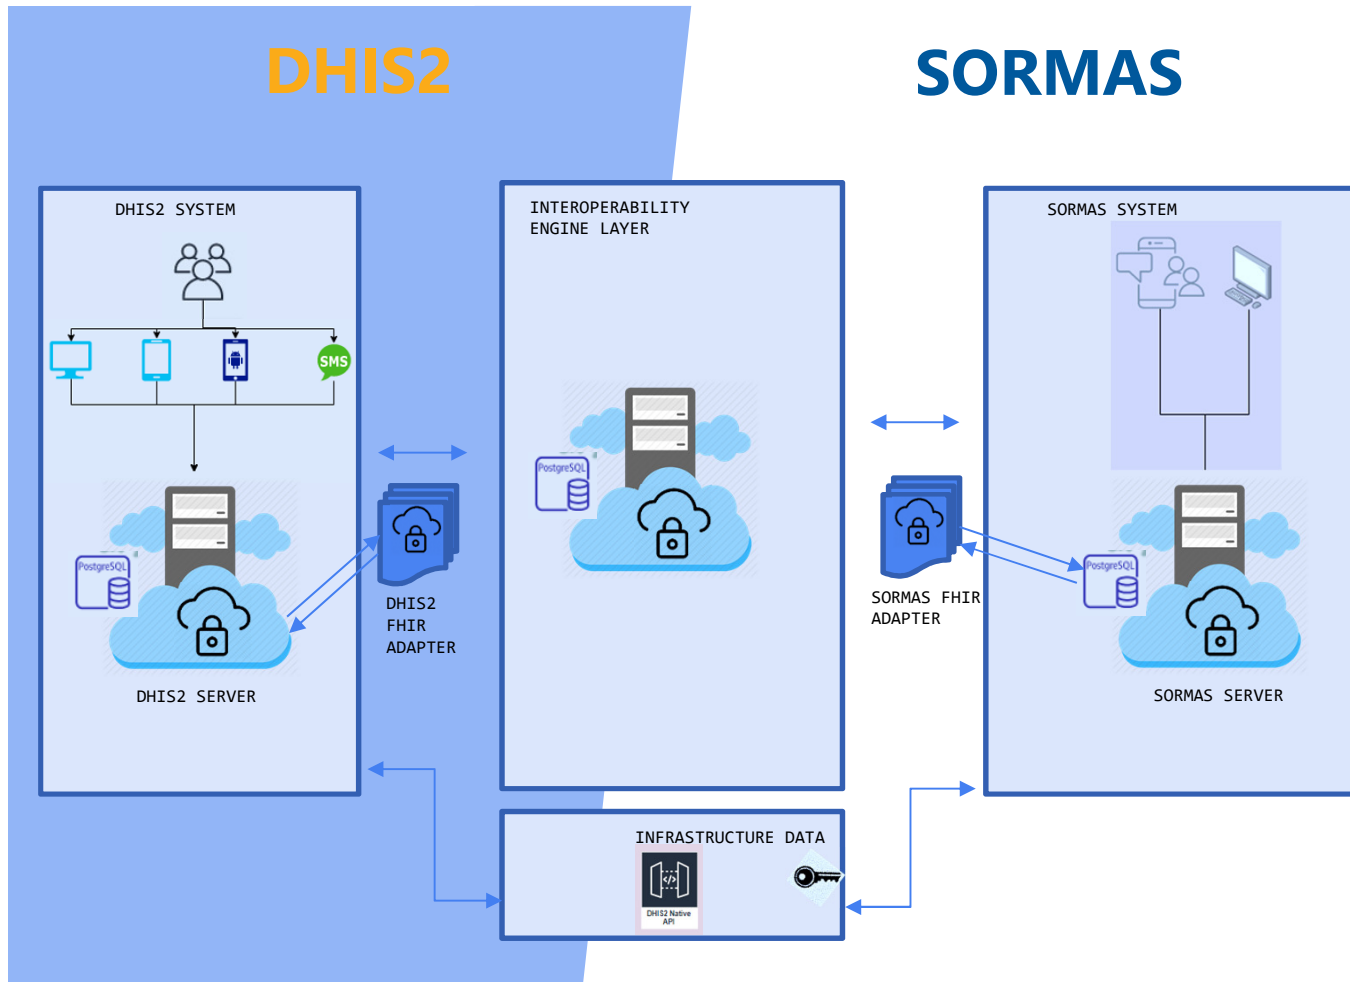 DHIS2
SORMAS
DHIS2 SYSTEM
SMS
PostgreSQL
DHIS2 SERVER
DHIS2
FHIR
ADAPTER
INTEROPERABILITY
ENGINE LAYER
PostgreSQL
SORMAS SYSTEM
SORMAS FHIR
ADAPTER
PostgreSQL
SORMAS SERVER
INFRASTRUCTURE DATA
</>
DHIS2 Native
API